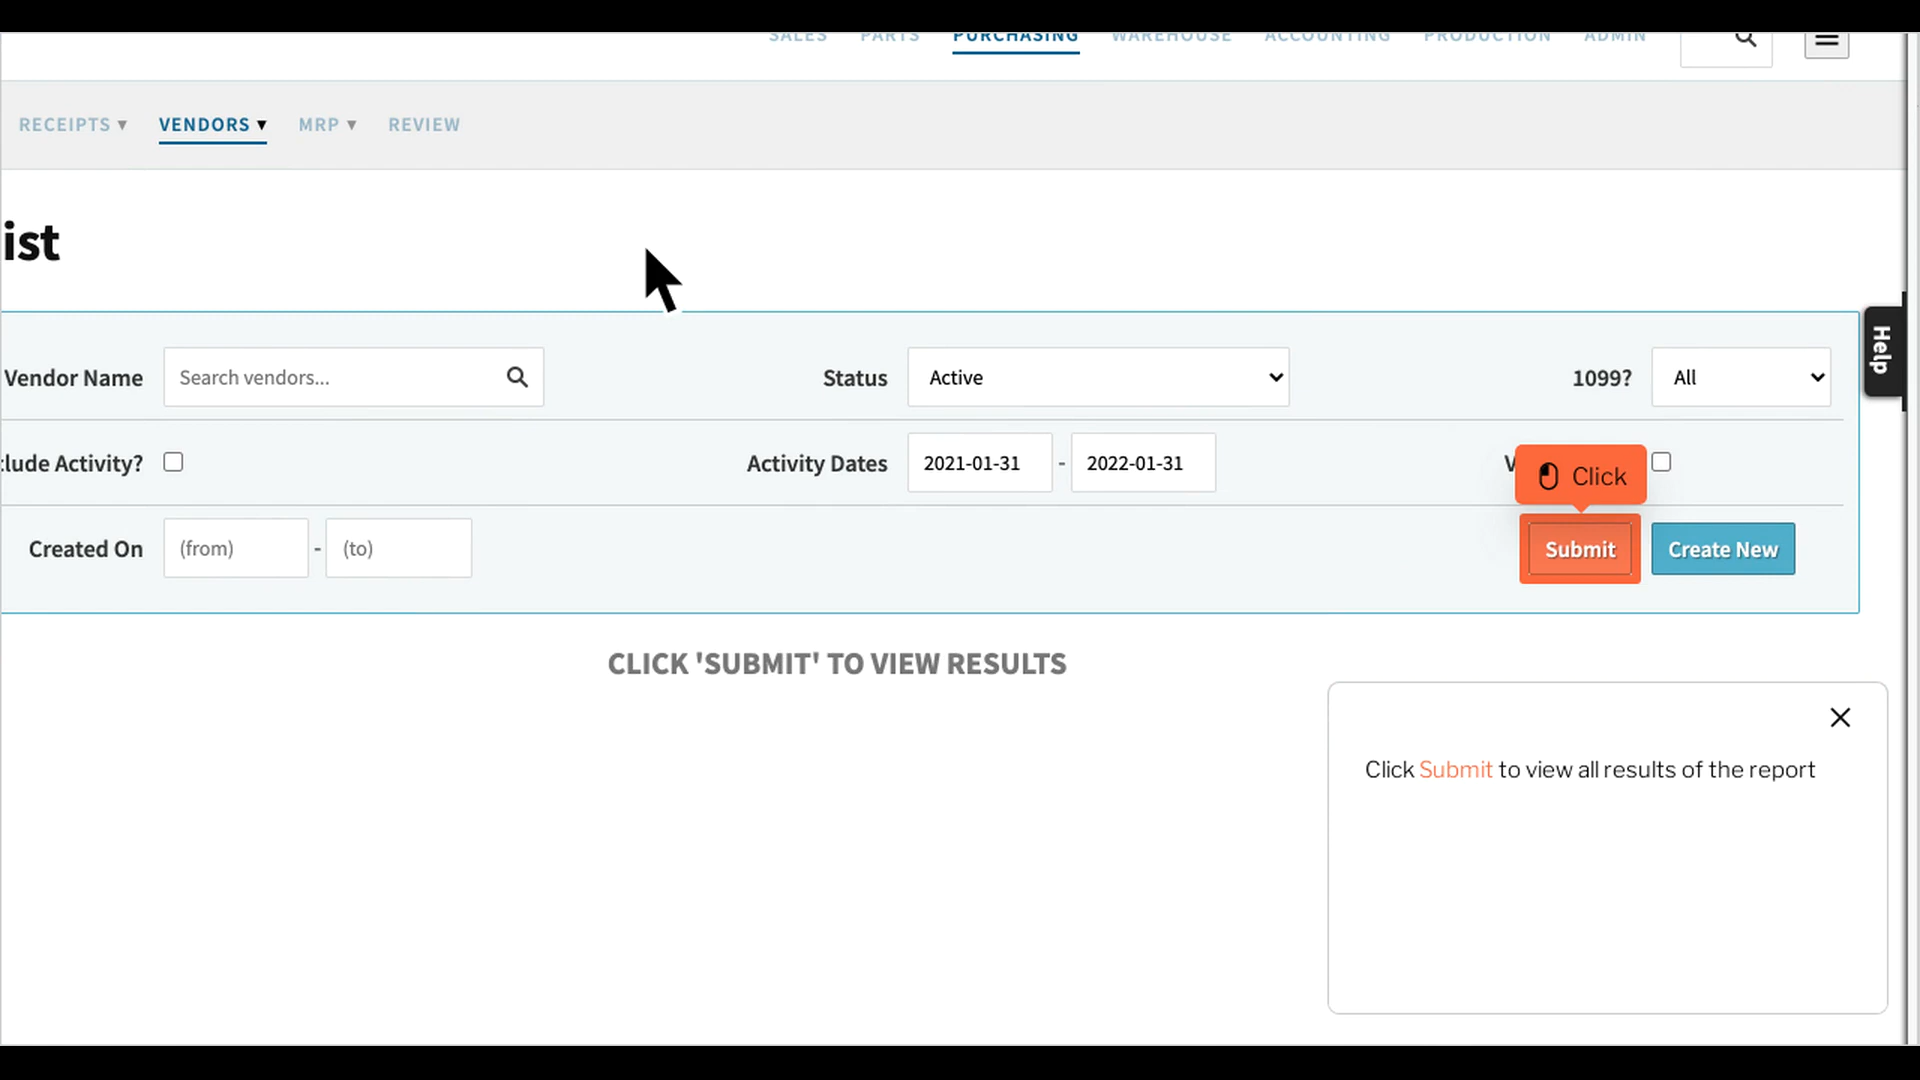 SALES PARTS PURCHASING WAREHOUSE ACCOUNTING PRODUCTION ADMIN
RECEIPTS ▼ VENDORS ▼ MRP ▼ REVIEW
ist
Help
Vendor Name Search vendors... Status Active 1099? All
clude Activity? Activity Dates 2021-01-31 - 2022-01-31 V
Click
Created On (from) - (to) Submit Create New
CLICK 'SUBMIT' TO VIEW RESULTS
Click Submit to view all results of the report